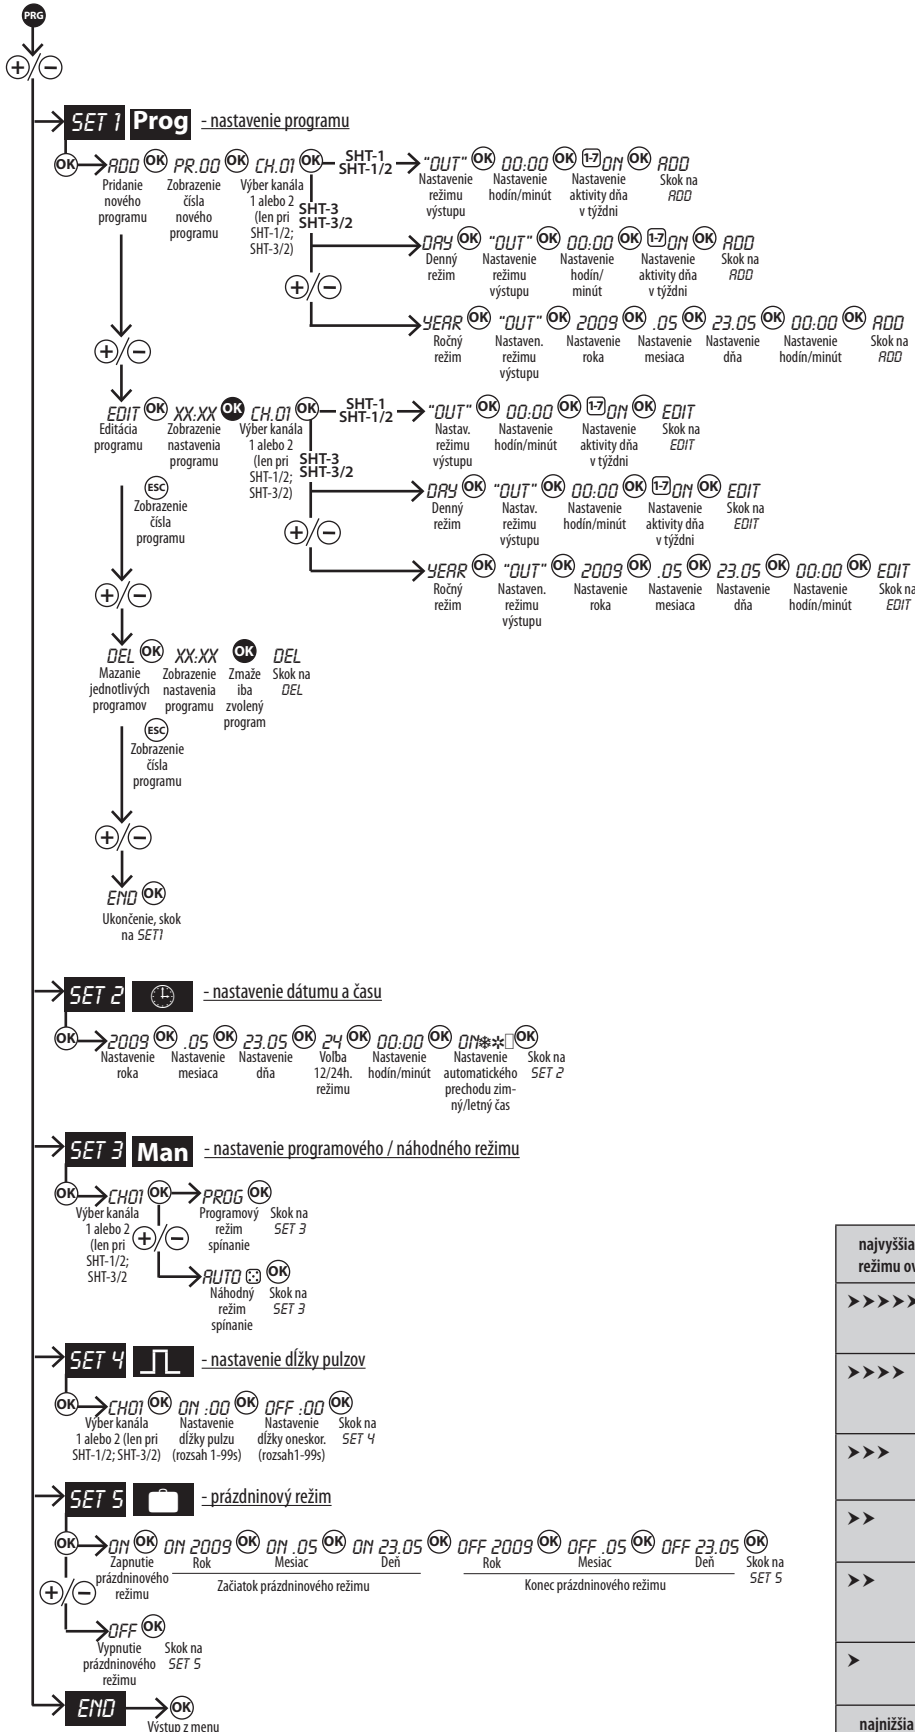 PRG
+/−
SET 1 Prog - nastavenie programu
OK ADD OK PR.00 OK CH.01 OK SHT-1 SHT-1/2 "OUT" OK 00:00 OK 1-7 ON OK ADD
Pridanie nového programu
Zobrazenie čísla nového programu
Výber kanála 1 alebo 2 (len pri SHT-1/2; SHT-3/2)
Nastavenie režimu výstupu
Nastavenie hodín/minút
Nastavenie aktivity dňa v týždni
Skok na ADD
SHT-3
SHT-3/2
DAY OK "OUT" OK 00:00 OK 1-7 ON OK ADD
Denný režim
Nastavenie režimu výstupu
Nastavenie hodín/ minút
Nastavenie aktivity dňa v týždni
Skok na ADD
+/−
YEAR OK "OUT" OK 2009 OK .05 OK 23.05 OK 00:00 OK ADD
Ročný režim
Nastaven. režimu výstupu
Nastavenie roka
Nastavenie mesiaca
Nastavenie dňa
Nastavenie hodín/minút
Skok na ADD
+/−
EDIT OK XX:XX OK CH.01 OK SHT-1 SHT-1/2 "OUT" OK 00:00 OK 1-7 ON OK EDIT
Editácia programu
Zobrazenie nastavenia programu
Výber kanála 1 alebo 2 (len pri SHT-1/2; SHT-3/2)
Nastav. režimu výstupu
Nastavenie hodín/minút
Nastavenie aktivity dňa v týždni
Skok na EDIT
SHT-3
SHT-3/2
ESC
Zobrazenie čísla programu
DAY OK "OUT" OK 00:00 OK 1-7 ON OK EDIT
Denný režim
Nastav. režimu výstupu
Nastavenie hodín/minút
Nastavenie aktivity dňa v týždni
Skok na EDIT
+/−
YEAR OK "OUT" OK 2009 OK .05 OK 23.05 OK 00:00 OK EDIT
Ročný režim
Nastaven. režimu výstupu
Nastavenie roka
Nastavenie mesiaca
Nastavenie dňa
Nastavenie hodín/minút
Skok na EDIT
+/−
DEL OK XX:XX OK DEL
Mazanie jednotlivých programov
Zobrazenie nastavenia programu
Zmaže iba zvolený program
Skok na DEL
ESC
Zobrazenie čísla programu
+/−
END OK
Ukončenie, skok
na SET1
SET 2 - nastavenie dátumu a času
OK 2009 OK .05 OK 23.05 OK 24 OK 00:00 OK ON OK
Nastavenie roka
Nastavenie mesiaca
Nastavenie dňa
Voľba 12/24h. režimu
Nastavenie hodín/minút
Nastavenie automatického prechodu zim- ný/letný čas
Skok na SET 2
SET 3 Man - nastavenie programového / náhodného režimu
OK CH01 OK PROG OK
Výber kanála 1 alebo 2 (len pri SHT-1/2; SHT-3/2
Programový režim spínanie
Skok na SET 3
+/−
AUTO OK
Náhodný režim spínanie
Skok na SET 3
SET 4 - nastavenie dĺžky pulzov
OK CH01 OK ON :00 OK OFF :00 OK
Výber kanála 1 alebo 2 (len pri SHT-1/2; SHT-3/2)
Nastavenie dĺžky pulzu (rozsah 1-99s)
Nastavenie dĺžky oneskor. (rozsah1-99s)
Skok na SET 4
SET 5 - prázdninový režim
OK ON OK ON 2009 OK ON .05 OK ON 23.05 OK OFF 2009 OK OFF .05 OK OFF 23.05 OK
Zapnutie prázdninového režimu
Rok Mesiac Deň
Začiatok prázdninového režimu
Rok Mesiac Deň
Konec prázdninového režimu
Skok na SET 5
+/−
OFF OK
Vypnutie prázdninového režimu
Skok na SET 5
END OK
Výstup z menu
najvyššia
režimu ov
najnižšia